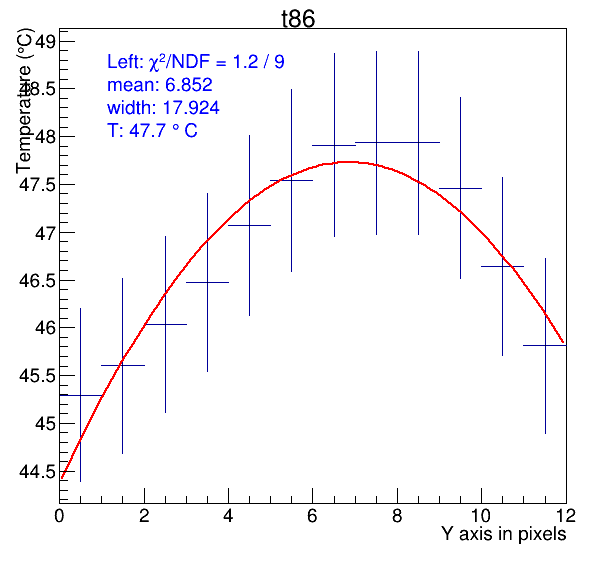 t86
Temperature (°C)
Left: χ²/NDF = 1.2 / 9
mean: 6.852
width: 17.924
T: 47.7 ° C
49
48.5
48
47.5
47
46.5
46
45.5
45
44.5
0 2 4 6 8 10 12
Y axis in pixels